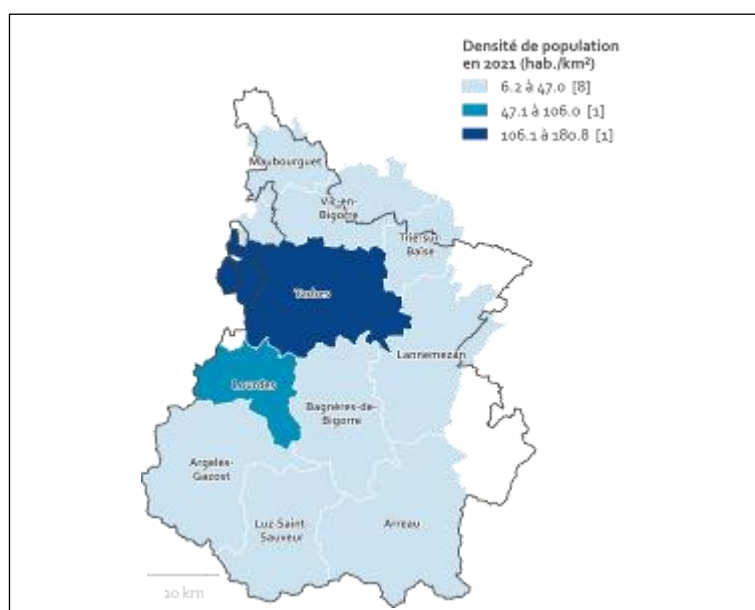 Densité de population
en 2021 (hab./km²)
6.2 à 47.0 [8]
47.1 à 106.0 [1]
106.1 à 180.8 [1]
Maubourguet
Vic-en-
Bigorre
Trie-sur-
Baïse
Tarbes
Lannemezan
Lourdes
Bagnères-de-
Bigorre
Argelès-
Gazost
Luz-Saint-
Sauveur
Arreau
20 km